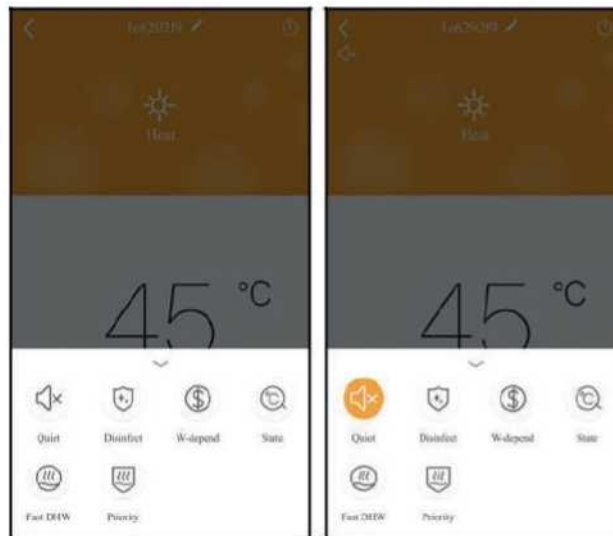 Heat
45 °C
Quiet Disinfect W-depend State
Fast DHW Priority
Heat
45 °C
Quiet Disinfect W-depend State
Fast DHW Priority